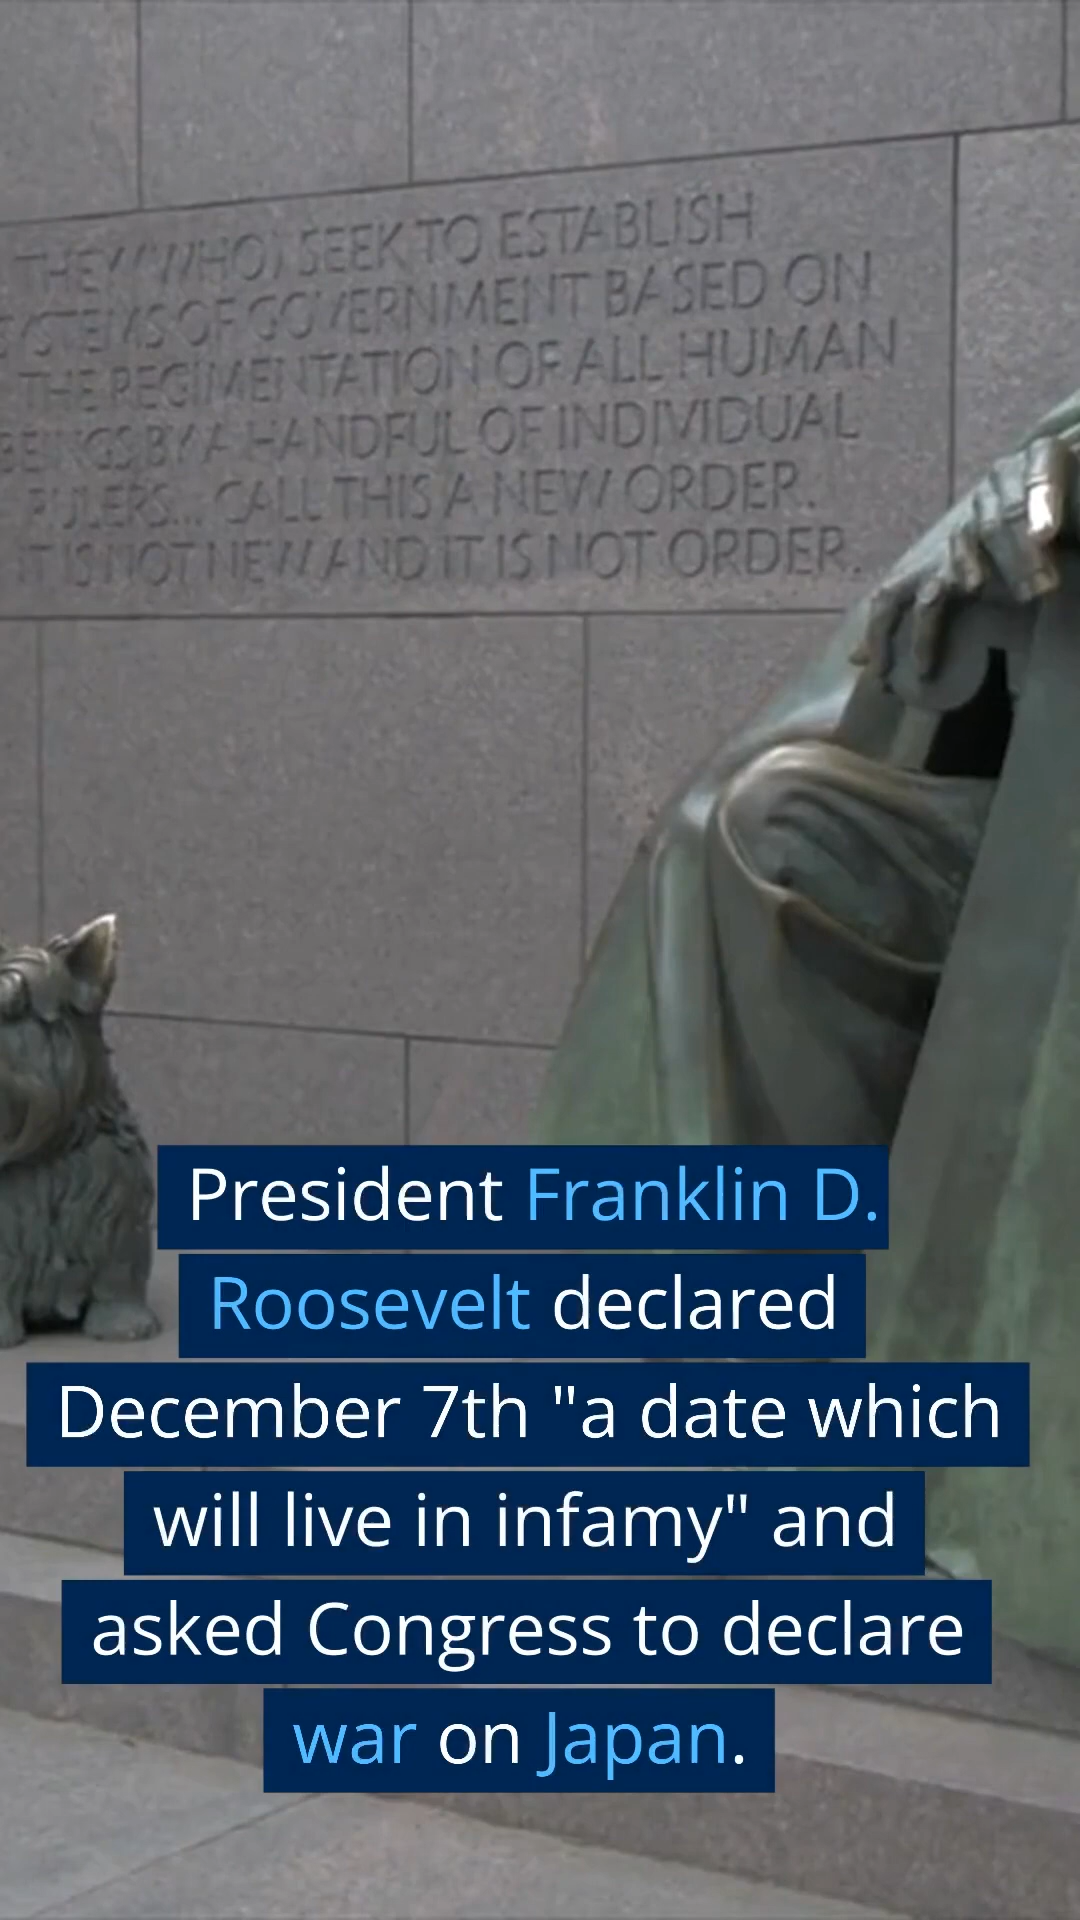 THEY (WHO) SEEK TO ESTABLISH
SYSTEMS OF GOVERNMENT BASED ON
THE REGIMENTATION OF ALL HUMAN
BEINGS BY A HANDFUL OF INDIVIDUAL
RULERS... CALL THIS A NEW ORDER.
IT IS NOT NEW AND IT IS NOT ORDER.
President Franklin D.
Roosevelt declared
December 7th "a date which
will live in infamy" and
asked Congress to declare
war on Japan.